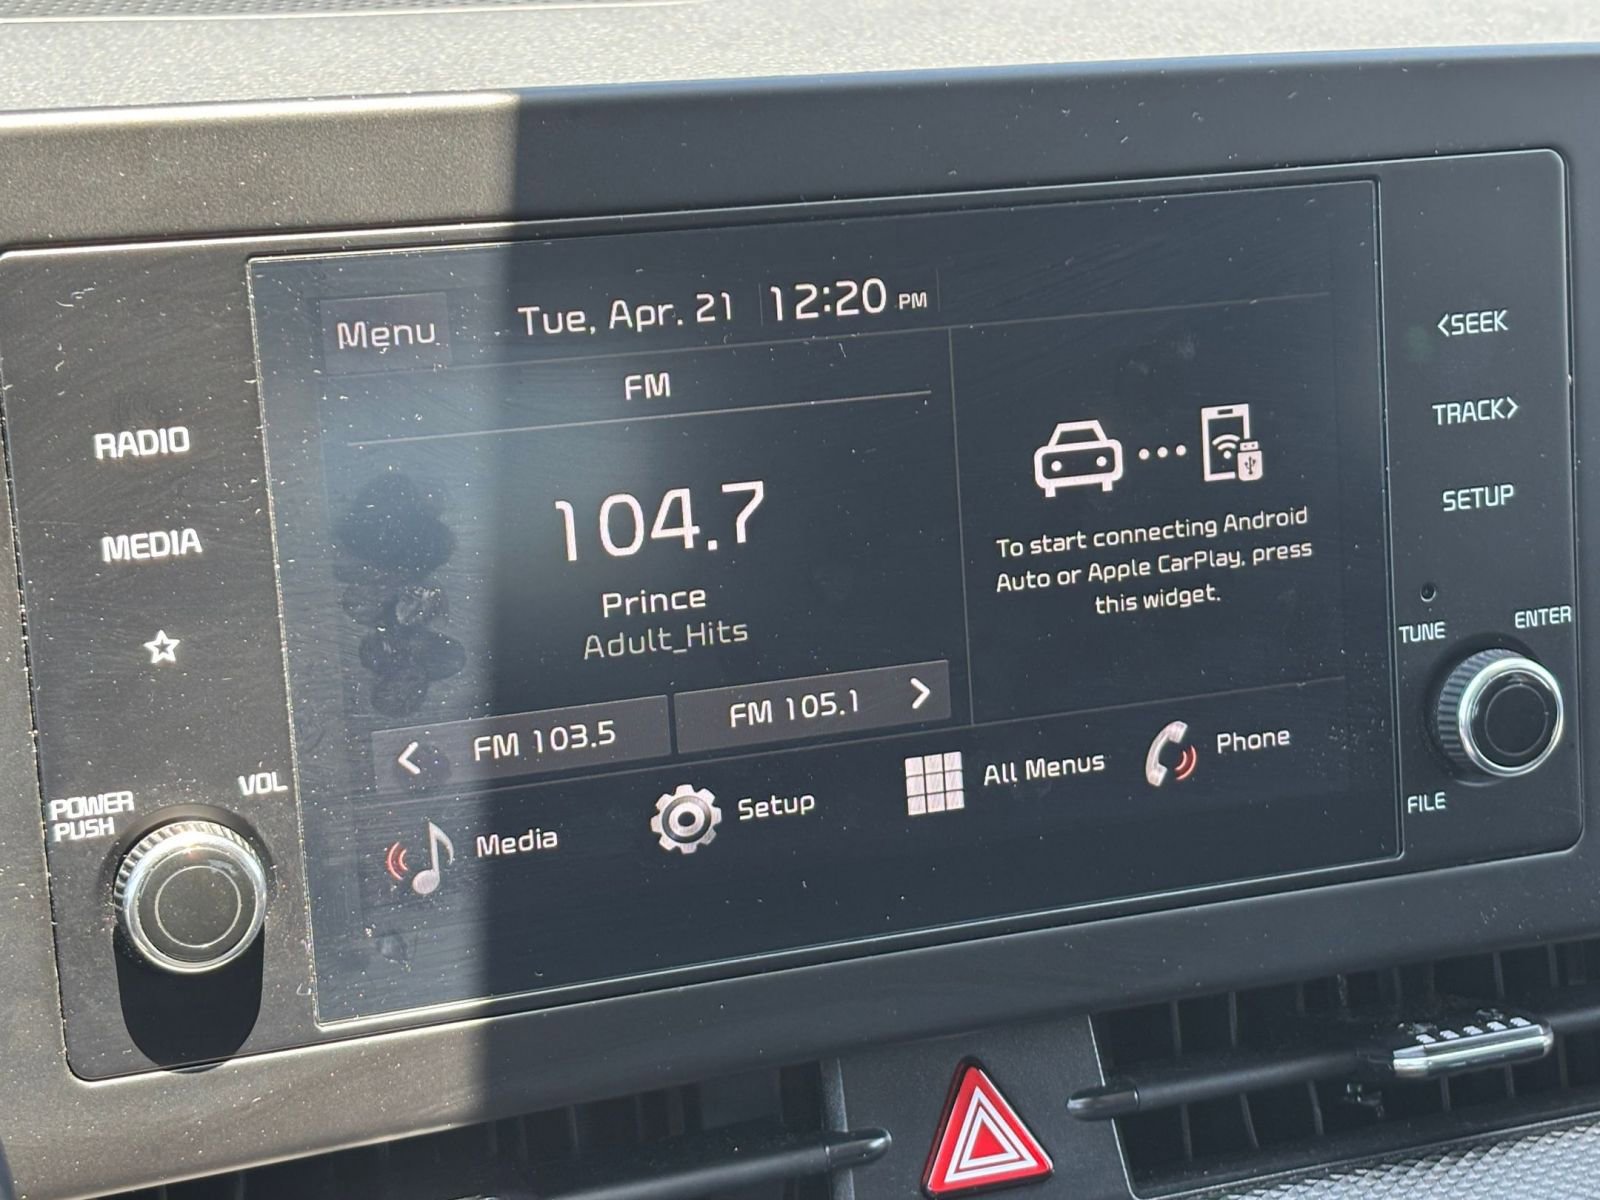 Menu
Tue, Apr. 21 12:20 PM
FM
104.7
Prince
Adult_Hits
< FM 103.5
FM 105.1 >
To start connecting Android
Auto or Apple CarPlay, press
this widget.
Media
Setup
All Menus
Phone
RADIO
MEDIA
POWER
PUSH
VOL
<SEEK
TRACK>
SETUP
TUNE
ENTER
FILE